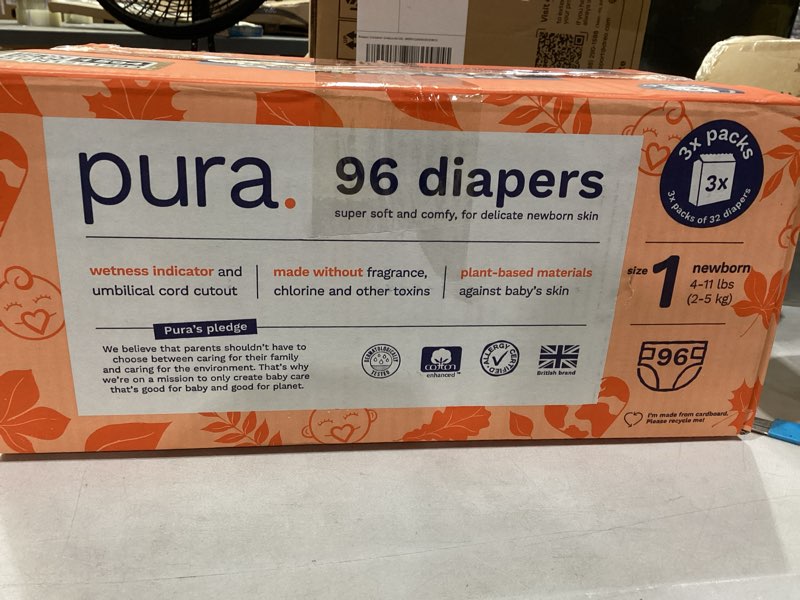 pura.
96 diapers
super soft and comfy, for delicate newborn skin
wetness indicator and
umbilical cord cutout
made without fragrance,
chlorine and other toxins
plant-based materials
against baby's skin
Pura's pledge
We believe that parents shouldn't have to
choose between caring for their family
and caring for the environment. That's why
we're on a mission to only create baby care
that's good for baby and good for planet.
DERMATOLOGICALLY
TESTED
COTTON
enhanced™
ALLERGY
CERTIFIED
British brand
3x packs
3x
3x packs of 32 diapers
size
1
newborn
4-11 lbs
(2-5 kg)
96
I'm made from cardboard.
Please recycle me!